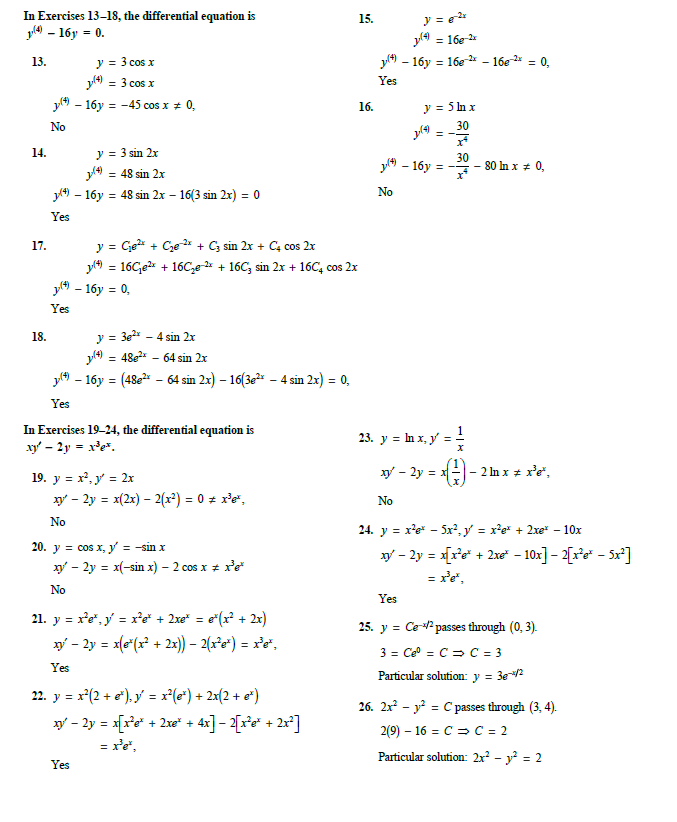 In Exercises 13–18, the differential equation is
y⁽⁴⁾ − 16y = 0.
13. y = 3 cos x
y⁽⁴⁾ = 3 cos x
y⁽⁴⁾ − 16y = −45 cos x ≠ 0,
No
14. y = 3 sin 2x
y⁽⁴⁾ = 48 sin 2x
y⁽⁴⁾ − 16y = 48 sin 2x − 16(3 sin 2x) = 0
Yes
15. y = e⁻²ˣ
y⁽⁴⁾ = 16e⁻²ˣ
y⁽⁴⁾ − 16y = 16e⁻²ˣ − 16e⁻²ˣ = 0,
Yes
16. y = 5 ln x
y⁽⁴⁾ = −30/x⁴
y⁽⁴⁾ − 16y = −30/x⁴ − 80 ln x ≠ 0,
No
17. y = C₁e²ˣ + C₂e⁻²ˣ + C₃ sin 2x + C₄ cos 2x
y⁽⁴⁾ = 16C₁e²ˣ + 16C₂e⁻²ˣ + 16C₃ sin 2x + 16C₄ cos 2x
y⁽⁴⁾ − 16y = 0,
Yes
18. y = 3e²ˣ − 4 sin 2x
y⁽⁴⁾ = 48e²ˣ − 64 sin 2x
y⁽⁴⁾ − 16y = (48e²ˣ − 64 sin 2x) − 16(3e²ˣ − 4 sin 2x) = 0,
Yes
In Exercises 19–24, the differential equation is
xy′ − 2y = x³eˣ.
19. y = x², y′ = 2x
xy′ − 2y = x(2x) − 2(x²) = 0 ≠ x³eˣ,
No
20. y = cos x, y′ = −sin x
xy′ − 2y = x(−sin x) − 2 cos x ≠ x³eˣ
No
21. y = x²eˣ, y′ = x²eˣ + 2xeˣ = eˣ(x² + 2x)
xy′ − 2y = x(eˣ(x² + 2x)) − 2(x²eˣ) = x³eˣ,
Yes
22. y = x²(2 + eˣ), y′ = x²(eˣ) + 2x(2 + eˣ)
xy′ − 2y = x[x²eˣ + 2xeˣ + 4x] − 2[x²eˣ + 2x²]
= x³eˣ,
Yes
23. y = ln x, y′ = 1/x
xy′ − 2y = x(1/x) − 2 ln x ≠ x³eˣ,
No
24. y = x²eˣ − 5x², y′ = x²eˣ + 2xeˣ − 10x
xy′ − 2y = x[x²eˣ + 2xeˣ − 10x] − 2[x²eˣ − 5x²]
= x³eˣ,
Yes
25. y = Ce^(−x/2) passes through (0, 3).
3 = Ce⁰ = C ⇒ C = 3
Particular solution: y = 3e^(−x/2)
26. 2x² − y² = C passes through (3, 4).
2(9) − 16 = C ⇒ C = 2
Particular solution: 2x² − y² = 2